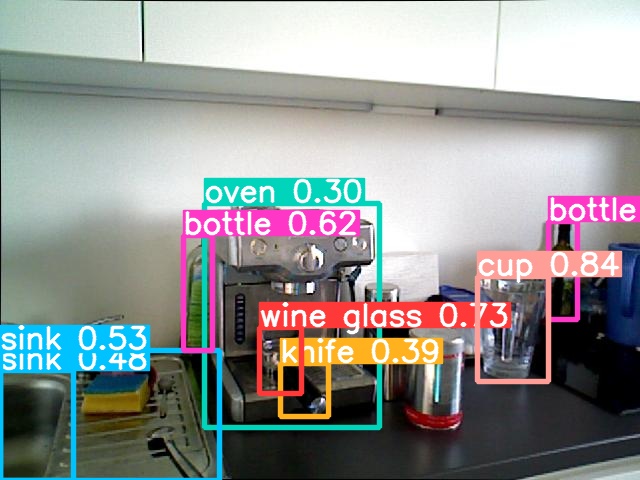 oven 0.30
bottle 0.62
bottle
cup 0.84
wine glass 0.73
knife 0.39
sink 0.53
sink 0.48